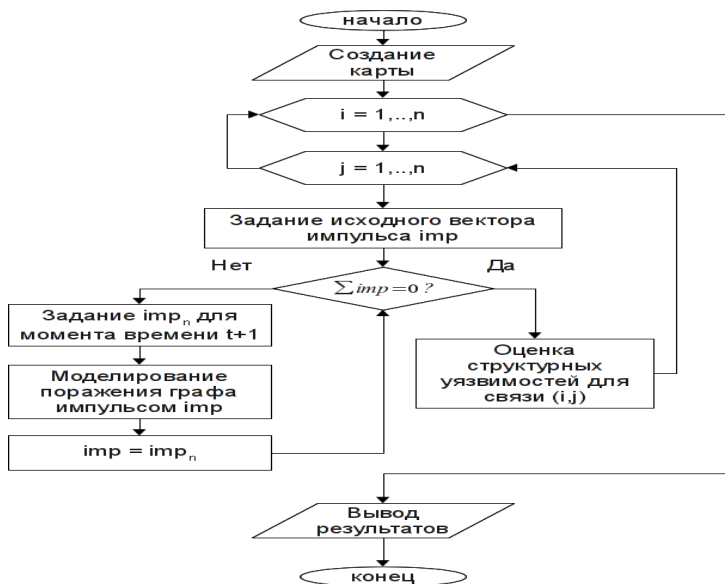 начало
Создание
карты
i = 1,..,n
j = 1,..,n
Задание исходного вектора
импульса imp
Нет
Да
∑imp=0 ?
Задание impₙ для
момента времени t+1
Моделирование
поражения графа
импульсом imp
imp = impₙ
Оценка
структурных
уязвимостей для
связи (i,j)
Вывод
результатов
конец